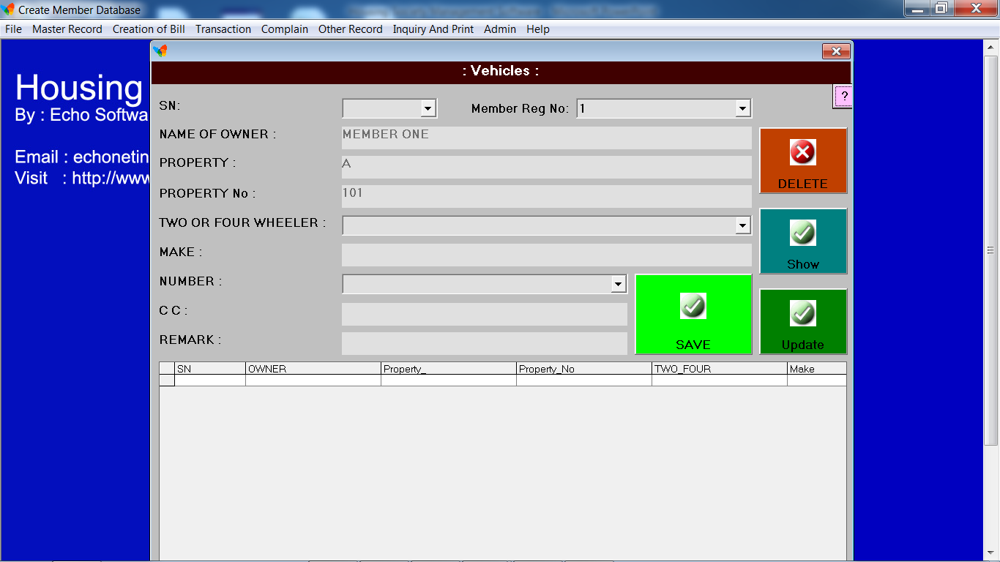 Create Member Database
File Master Record Creation of Bill Transaction Complain Other Record Inquiry And Print Admin Help
Housing
By : Echo Softwa
Email : echonetin
Visit : http://www
: Vehicles :
?
SN:
Member Reg No: 1
NAME OF OWNER : MEMBER ONE
PROPERTY : A
PROPERTY No : 101
TWO OR FOUR WHEELER :
MAKE :
NUMBER :
C C :
REMARK :
DELETE
Show
SAVE
Update
SN OWNER Property_ Property_No TWO_FOUR Make